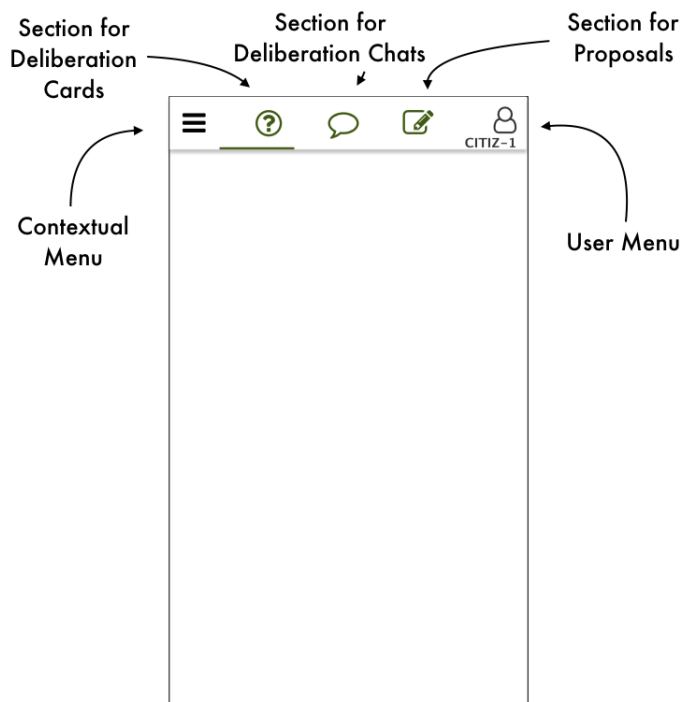 Section for
Deliberation
Cards
Section for
Deliberation Chats
Section for
Proposals
CITIZ-1
Contextual
Menu
User Menu